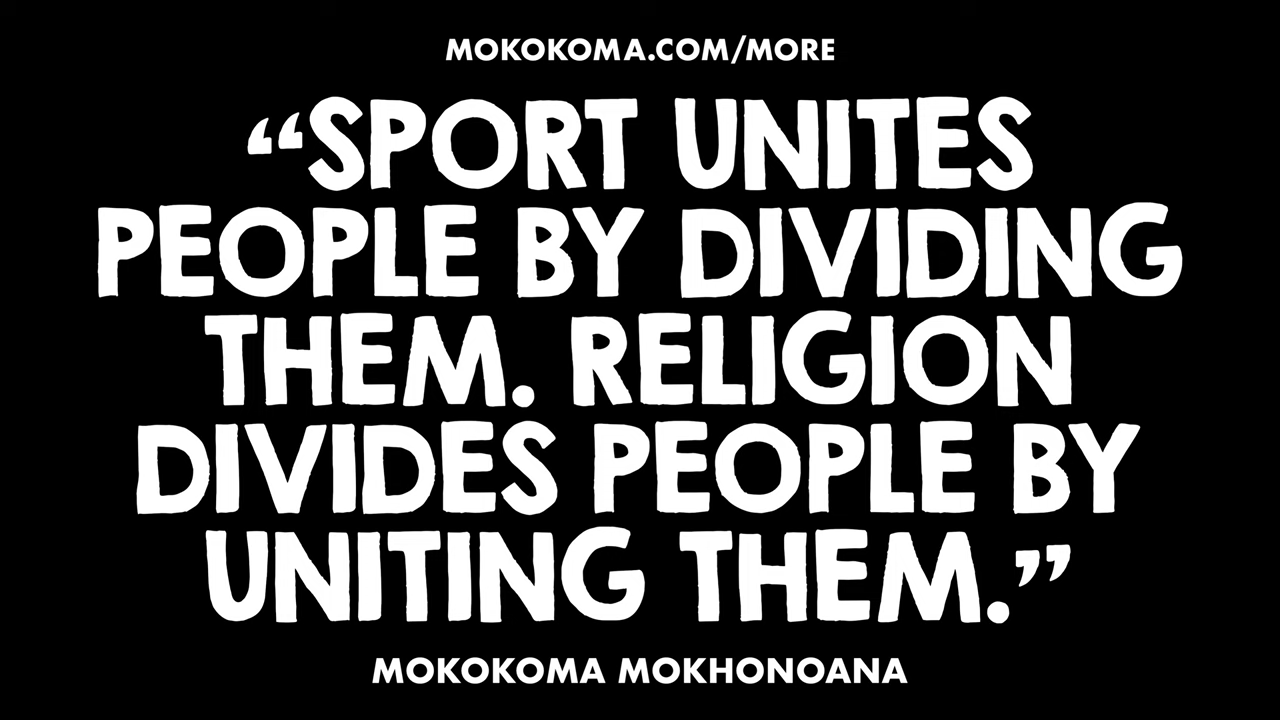 MOKOKOMA.COM/MORE
“SPORT UNITES
PEOPLE BY DIVIDING
THEM. RELIGION
DIVIDES PEOPLE BY
UNITING THEM.”
MOKOKOMA MOKHONOANA